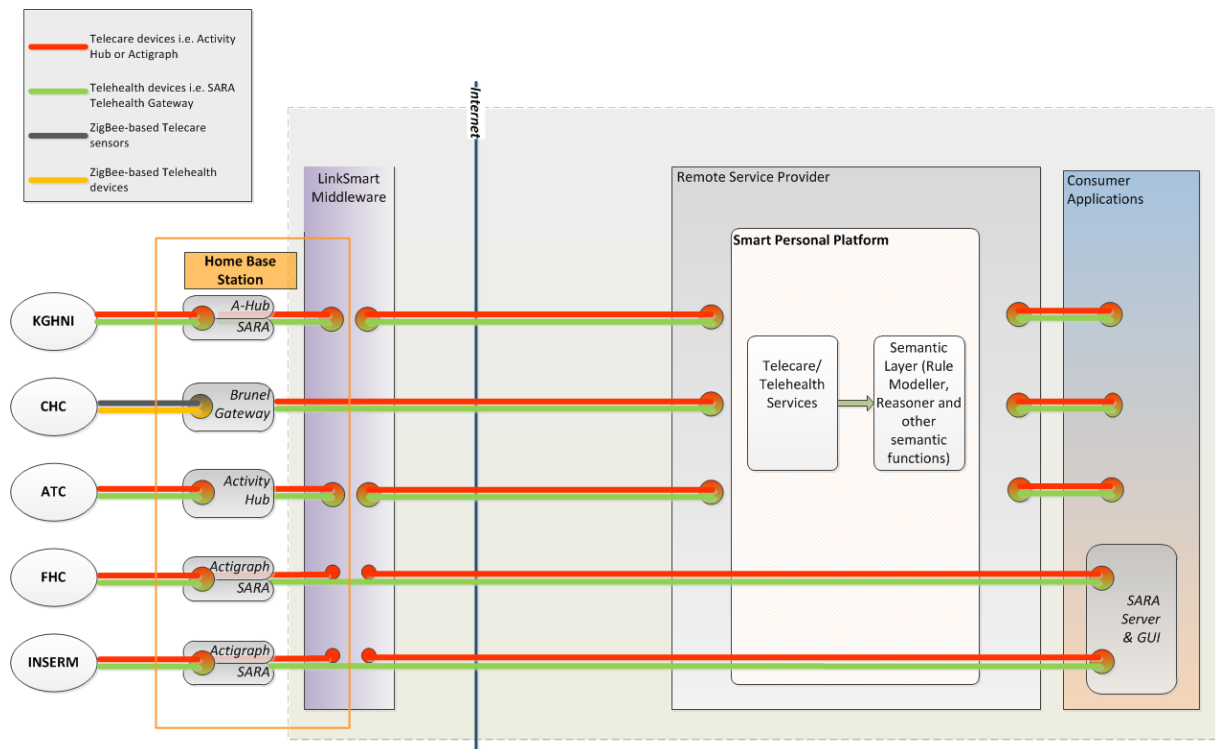 Telecare devices i.e. Activity
Hub or Actigraph
Telehealth devices i.e. SARA
Telehealth Gateway
ZigBee-based Telecare
sensors
ZigBee-based Telehealth
devices
Internet
LinkSmart
Middleware
Remote Service Provider
Consumer
Applications
Smart Personal Platform
Home Base
Station
KGHNI
A-Hub
SARA
CHC
Brunel
Gateway
ATC
Activity
Hub
FHC
Actigraph
SARA
INSERM
Actigraph
SARA
Telecare/
Telehealth
Services
Semantic
Layer (Rule
Modeller,
Reasoner and
other
semantic
functions)
SARA
Server
& GUI